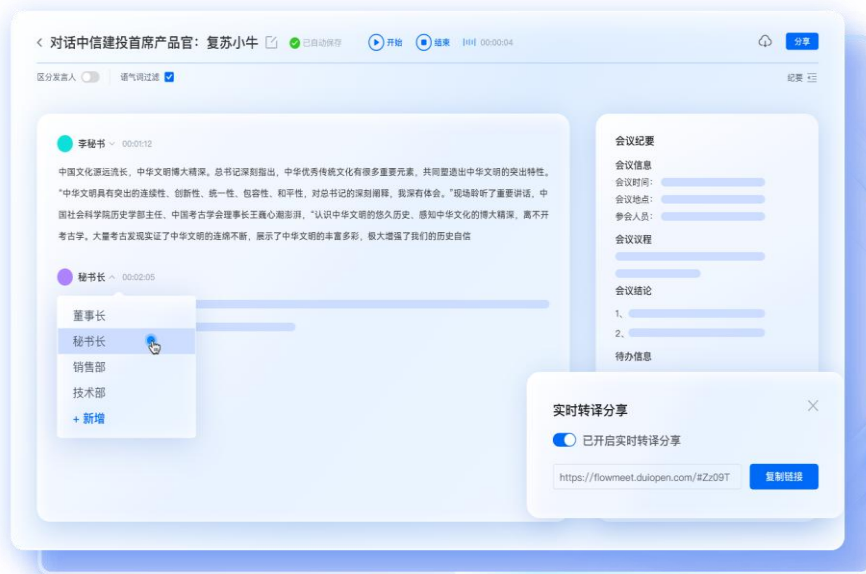 对话中信建投首席产品官：复苏小牛 已自动保存 开始 结束 00:00:04 分享
区分发言人 语气词过滤 纪要
李秘书 00:01:12
中国文化源远流长，中华文明博大精深。总书记深刻指出，中华优秀传统文化有很多重要元素，共同塑造出中华文明的突出特性。
“中华文明具有突出的连续性、创新性、统一性、包容性、和平性，对总书记的深刻阐释，我深有体会。”现场聆听了重要讲话，中
国社会科学院历史学部主任、中国考古学会理事长王巍心潮澎湃，“认识中华文明的悠久历史、感知中华文化的博大精深，离不开
考古学。大量考古发现实证了中华文明的连绵不断，展示了中华文明的丰富多彩，极大增强了我们的历史自信
秘书长 00:02:05
董事长
秘书长
销售部
技术部
+ 新增
会议纪要
会议信息
会议时间：
会议地点：
参会人员：
会议议程
会议结论
1、
2、
待办信息
实时转译分享
已开启实时转译分享
https://flowmeet.duiopen.com/#Zz09T 复制链接